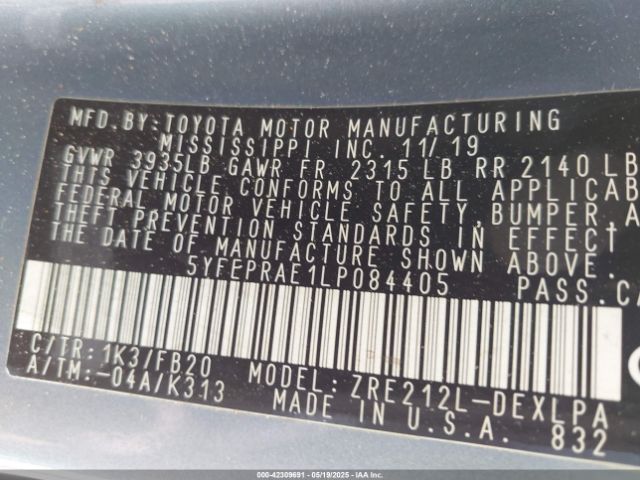 MFD.BY:TOYOTA MOTOR MANUFACTURING
MISSISSIPPI INC. 11/19
GVWR 3935LB GAWR FR 2315 LB RR 2140 LB
THIS VEHICLE CONFORMS TO ALL APPLICAB
FEDERAL MOTOR VEHICLE SAFETY, BUMPER A
THEFT PREVENTION STANDARDS IN EFFECT
THE DATE OF MANUFACTURE SHOWN ABOVE.
5YFEPRAE1LP084405 PASS.CA
C/TR:1K3/FB20 MODEL: ZRE212L-DEXLPA
A/TM:-04A/K313 MADE IN U.S.A. 832
000-42309691 05/19/2025 IAA Inc.